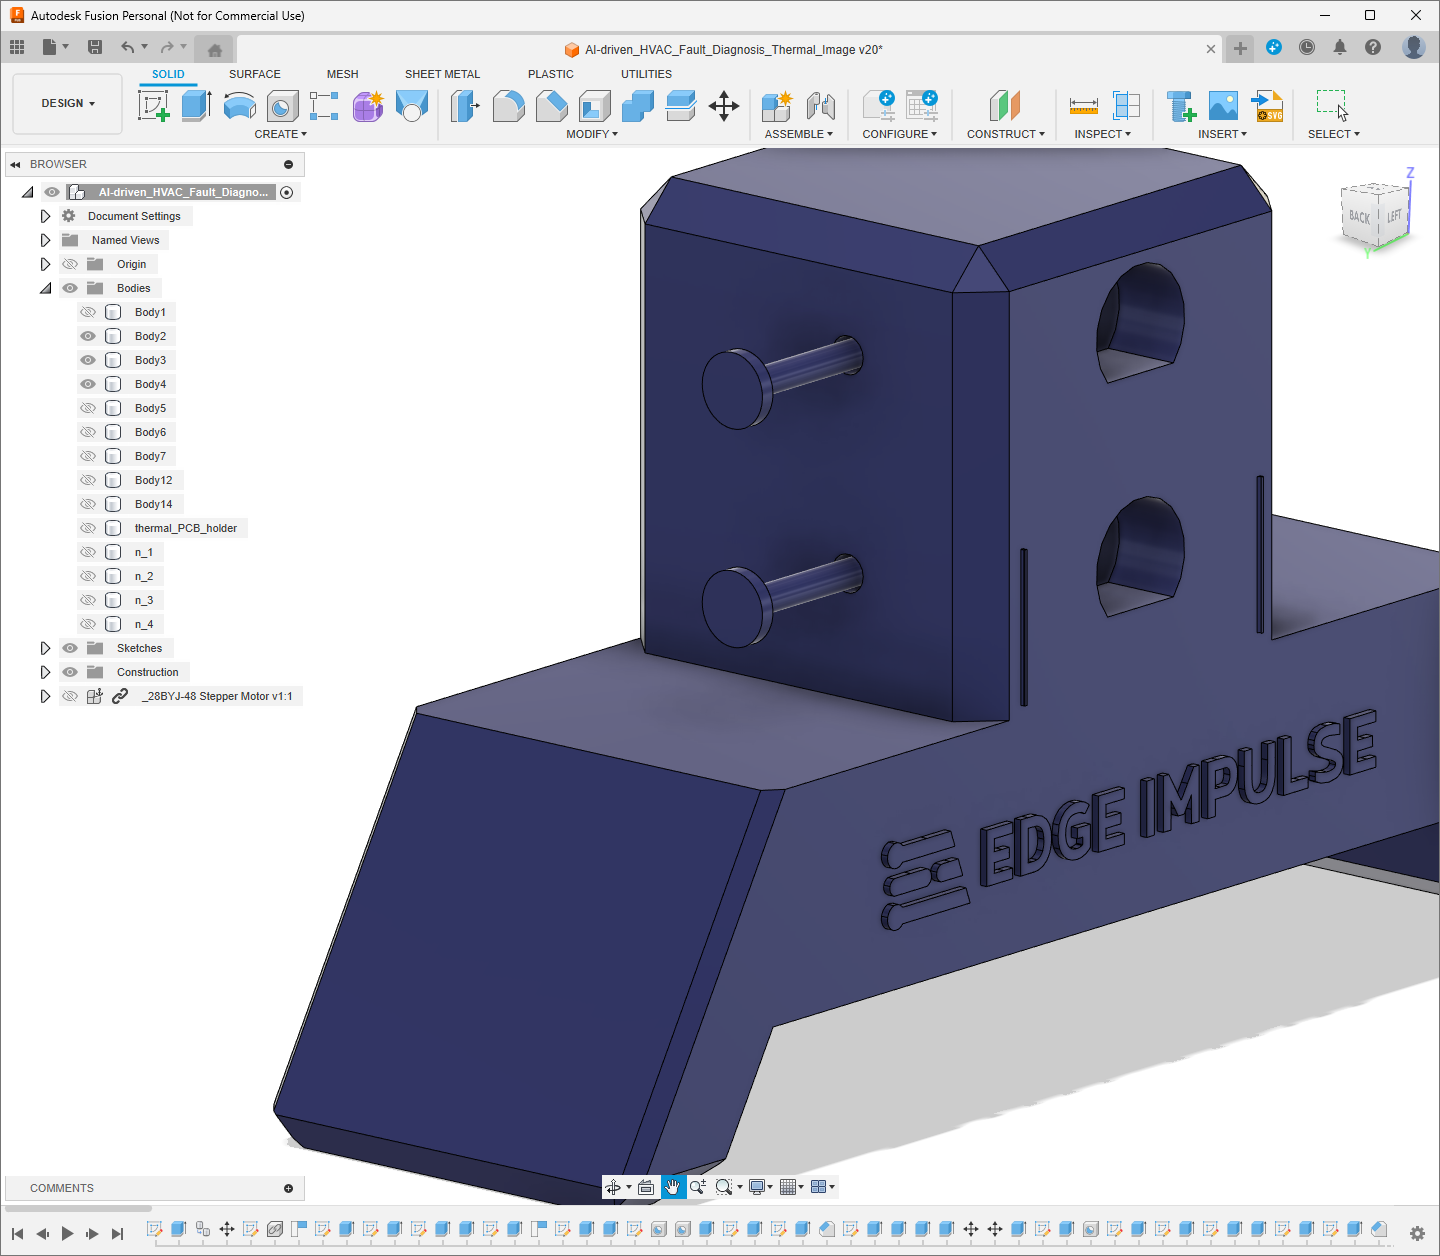 Autodesk Fusion Personal (Not for Commercial Use)
AI-driven_HVAC_Fault_Diagnosis_Thermal_Image v20*
SOLID SURFACE MESH SHEET METAL PLASTIC UTILITIES
DESIGN
CREATE MODIFY ASSEMBLE CONFIGURE CONSTRUCT INSPECT INSERT SELECT
SVG
BROWSER
AI-driven_HVAC_Fault_Diagno...
Document Settings
Named Views
Origin
Bodies
Body1
Body2
Body3
Body4
Body5
Body6
Body7
Body12
Body14
thermal_PCB_holder
n_1
n_2
n_3
n_4
Sketches
Construction
_28BYJ-48 Stepper Motor v1:1
Z
BACK LEFT
Y
EDGE IMPULSE
COMMENTS